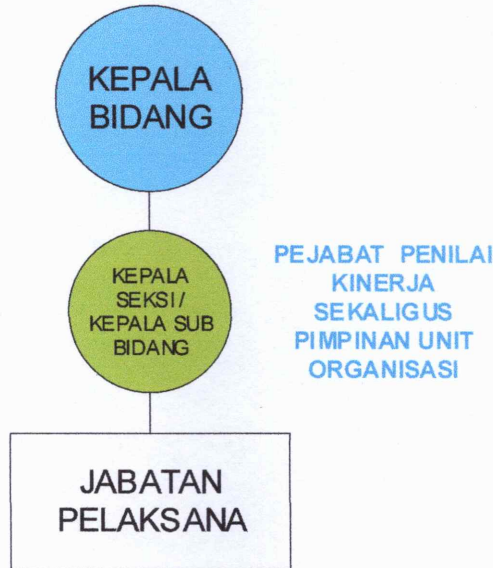 KEPALA
BIDANG
KEPALA
SEKSI /
KEPALA SUB
BIDANG
PEJABAT PENILAI
KINERJA
SEKALIGUS
PIMPINAN UNIT
ORGANISASI
JABATAN
PELAKSANA